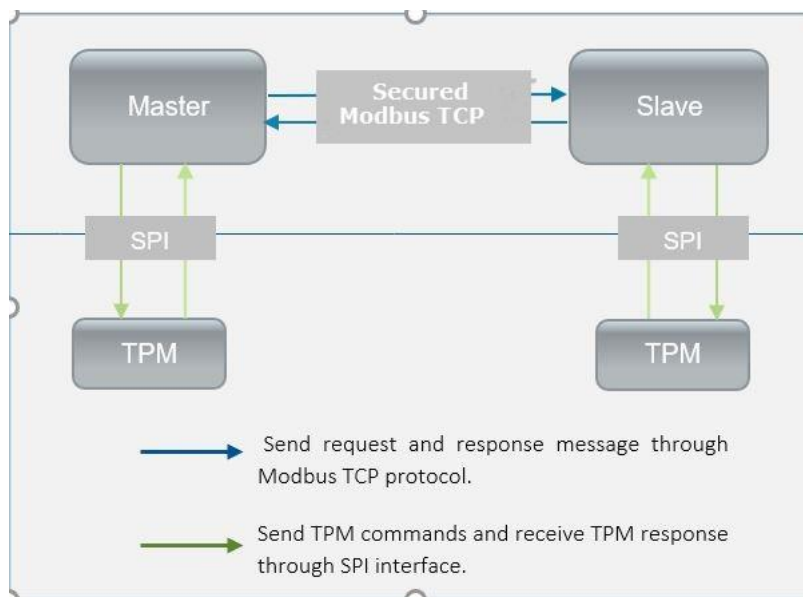 Master
Secured
Modbus TCP
Slave
SPI
SPI
TPM
TPM
Send request and response message through
Modbus TCP protocol.
Send TPM commands and receive TPM response
through SPI interface.